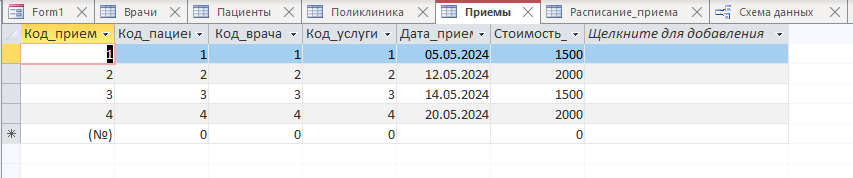 Form1 Врачи Пациенты Поликлиника Приемы Расписание_приема Схема данных
Код_прием Код_пациен Код_врача Код_услуги Дата_прием Стоимость_ Щелкните для добавления
1 1 1 1 05.05.2024 1500
2 2 2 2 12.05.2024 2000
3 3 3 3 14.05.2024 1500
4 4 4 4 20.05.2024 2000
(№) 0 0 0 0